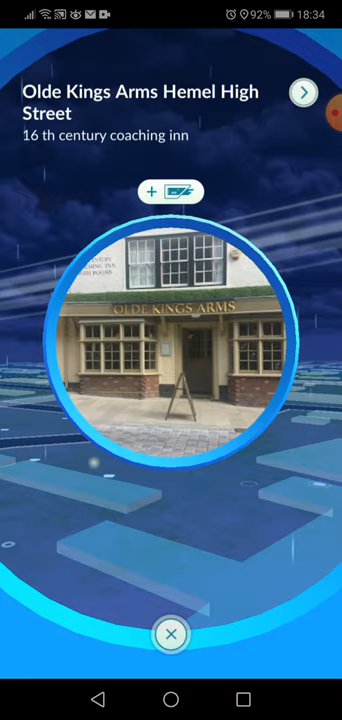 92% 18:34
Olde Kings Arms Hemel High
Street
16 th century coaching inn
OLDE KINGS ARMS